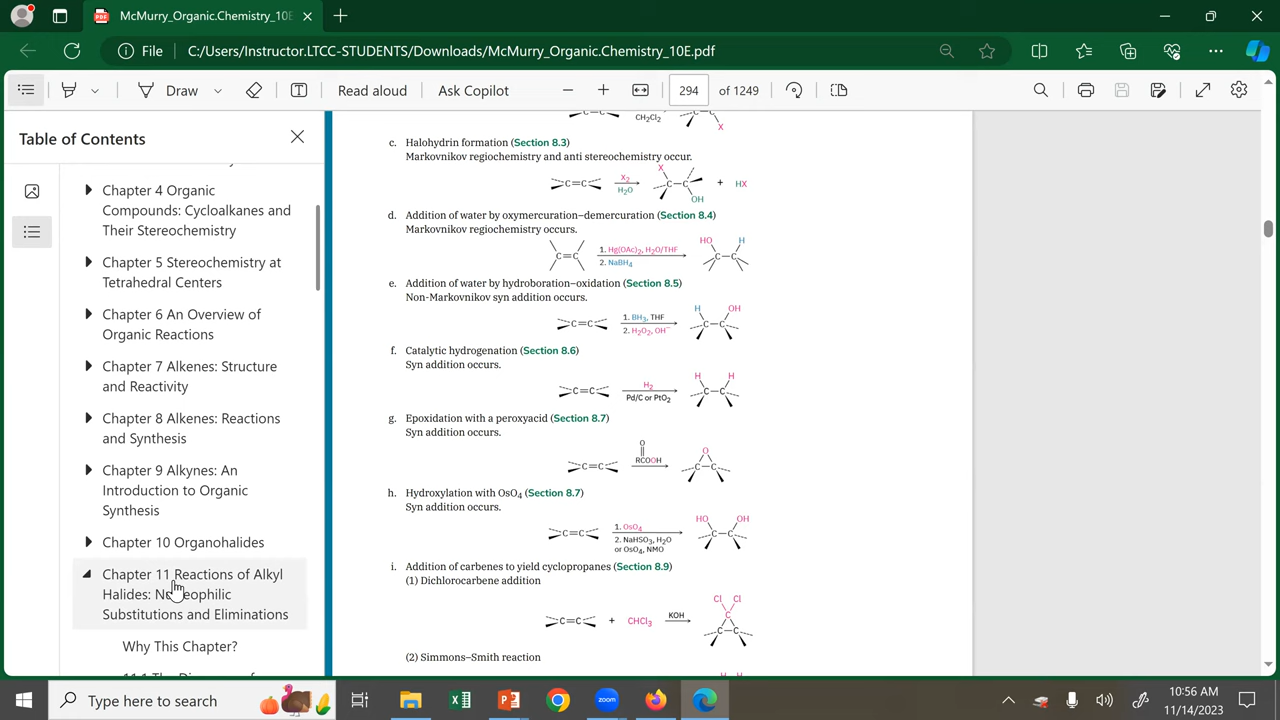 McMurry_Organic.Chemistry_10E
File
C:/Users/Instructor.LTCC-STUDENTS/Downloads/McMurry_Organic.Chemistry_10E.pdf
Draw
Read aloud
Ask Copilot
294 of 1249
Table of Contents
Chapter 4 Organic
Compounds: Cycloalkanes and
Their Stereochemistry
Chapter 5 Stereochemistry at
Tetrahedral Centers
Chapter 6 An Overview of
Organic Reactions
Chapter 7 Alkenes: Structure
and Reactivity
Chapter 8 Alkenes: Reactions
and Synthesis
Chapter 9 Alkynes: An
Introduction to Organic
Synthesis
Chapter 10 Organohalides
Chapter 11 Reactions of Alkyl
Halides: Nucleophilic
Substitutions and Eliminations
Why This Chapter?
C=C
CH₂Cl₂
C–C
X
c. Halohydrin formation (Section 8.3)
Markovnikov regiochemistry and anti stereochemistry occur.
C=C
X₂
H₂O
X
C–C
OH
+ HX
d. Addition of water by oxymercuration–demercuration (Section 8.4)
Markovnikov regiochemistry occurs.
C=C
1. Hg(OAc)₂, H₂O/THF
2. NaBH₄
HO H
C–C
e. Addition of water by hydroboration–oxidation (Section 8.5)
Non-Markovnikov syn addition occurs.
C=C
1. BH₃, THF
2. H₂O₂, OH⁻
H OH
C–C
f. Catalytic hydrogenation (Section 8.6)
Syn addition occurs.
C=C
H₂
Pd/C or PtO₂
H H
C–C
g. Epoxidation with a peroxyacid (Section 8.7)
Syn addition occurs.
C=C
O
RCOOH
O
C–C
h. Hydroxylation with OsO₄ (Section 8.7)
Syn addition occurs.
C=C
1. OsO₄
2. NaHSO₃, H₂O
or OsO₄, NMO
HO OH
C–C
i. Addition of carbenes to yield cyclopropanes (Section 8.9)
(1) Dichlorocarbene addition
C=C + CHCl₃
KOH
Cl Cl
C
C–C
(2) Simmons–Smith reaction
H H
Type here to search
zoom
10:56 AM
11/14/2023